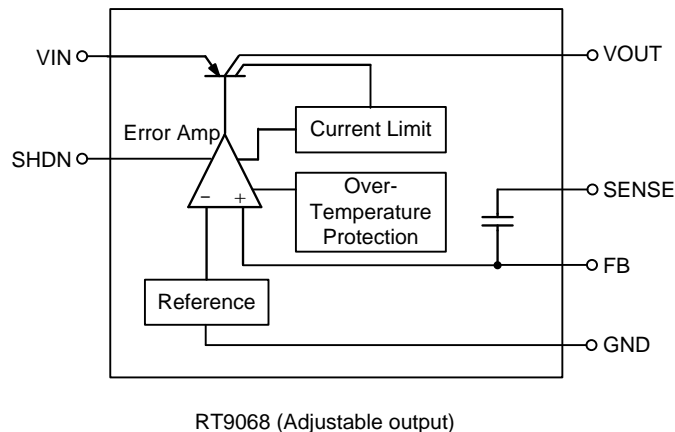 VIN
VOUT
Error Amp
Current Limit
SHDN
Over-
Temperature
Protection
SENSE
− +
FB
Reference
GND
RT9068 (Adjustable output)